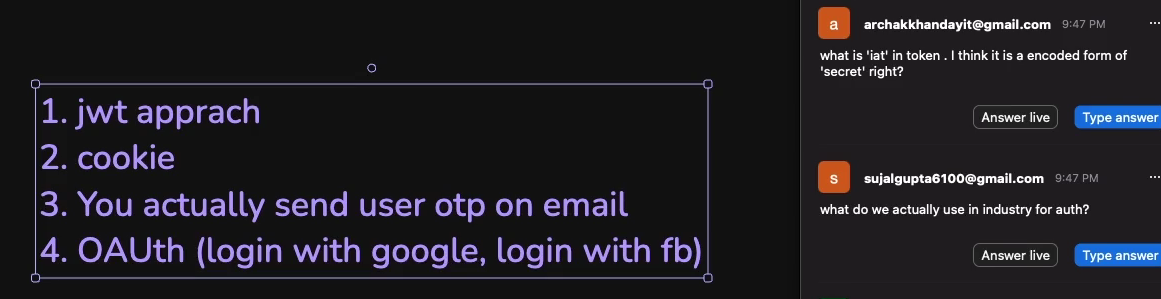 1. jwt apprach
2. cookie
3. You actually send user otp on email
4. OAUth (login with google, login with fb)
a archakkhandayit@gmail.com 9:47 PM ...
what is 'iat' in token . I think it is a encoded form of
'secret' right?
Answer live Type answer
s sujalgupta6100@gmail.com 9:47 PM ...
what do we actually use in industry for auth?
Answer live Type answer